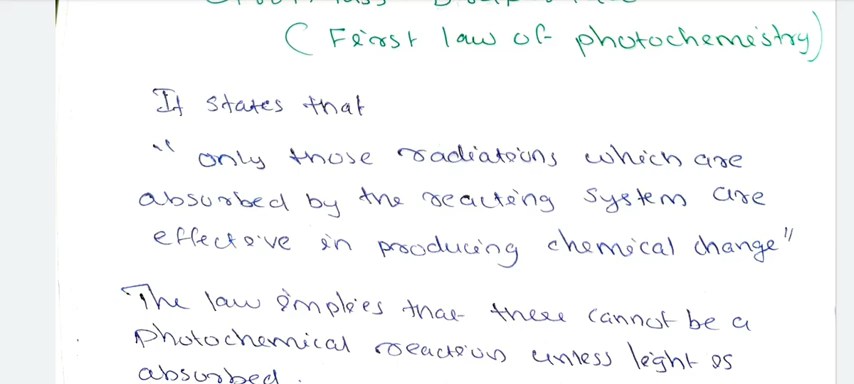 (First law of photochemistry)
It states that
"only those radiations which are
absorbed by the reacting system are
effective in producing chemical change"
The law implies that there cannot be a
photochemical reaction unless light is
absorbed.